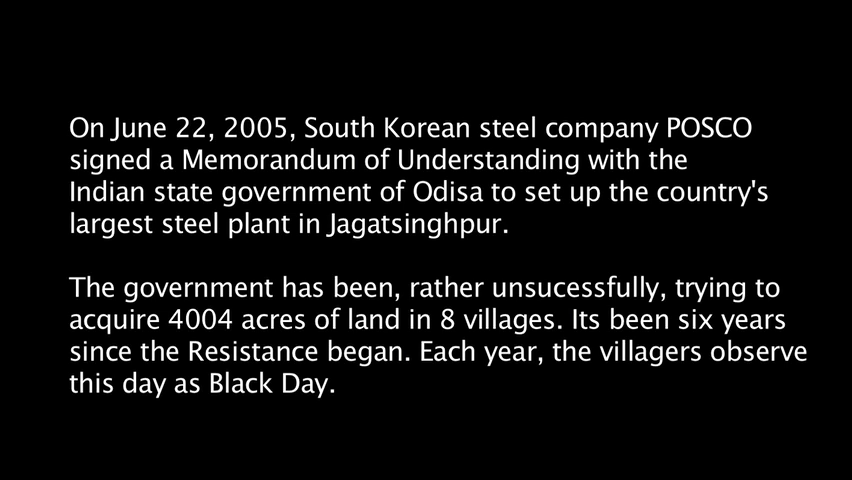 On June 22, 2005, South Korean steel company POSCO
signed a Memorandum of Understanding with the
Indian state government of Odisa to set up the country's
largest steel plant in Jagatsinghpur.
The government has been, rather unsucessfully, trying to
acquire 4004 acres of land in 8 villages. Its been six years
since the Resistance began. Each year, the villagers observe
this day as Black Day.